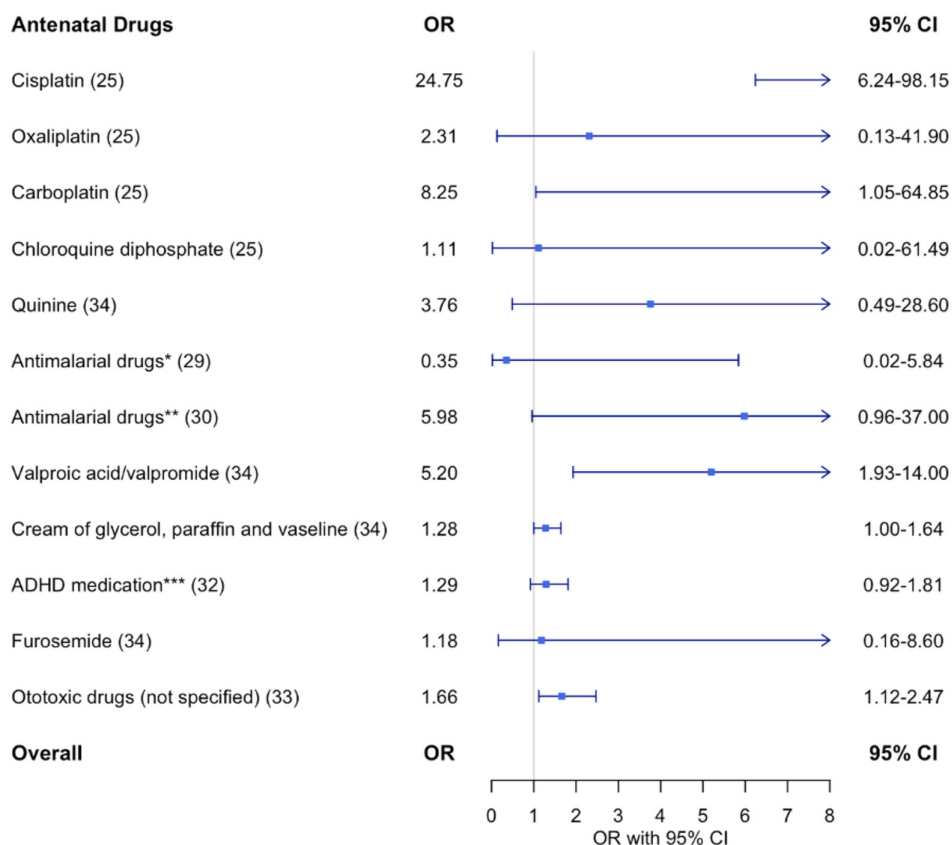 Antenatal Drugs OR 95% CI
Cisplatin (25) 24.75 6.24-98.15
Oxaliplatin (25) 2.31 0.13-41.90
Carboplatin (25) 8.25 1.05-64.85
Chloroquine diphosphate (25) 1.11 0.02-61.49
Quinine (34) 3.76 0.49-28.60
Antimalarial drugs* (29) 0.35 0.02-5.84
Antimalarial drugs** (30) 5.98 0.96-37.00
Valproic acid/valpromide (34) 5.20 1.93-14.00
Cream of glycerol, paraffin and vaseline (34) 1.28 1.00-1.64
ADHD medication*** (32) 1.29 0.92-1.81
Furosemide (34) 1.18 0.16-8.60
Ototoxic drugs (not specified) (33) 1.66 1.12-2.47
Overall OR 95% CI
0 1 2 3 4 5 6 7 8
OR with 95% CI